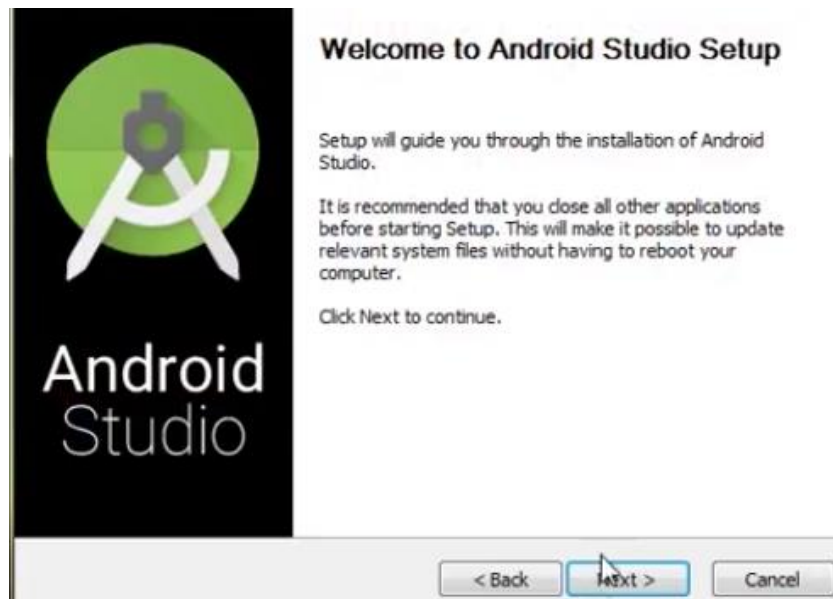 Welcome to Android Studio Setup
Setup will guide you through the installation of Android
Studio.
It is recommended that you close all other applications
before starting Setup. This will make it possible to update
relevant system files without having to reboot your
computer.
Click Next to continue.
Android
Studio
< Back Next > Cancel